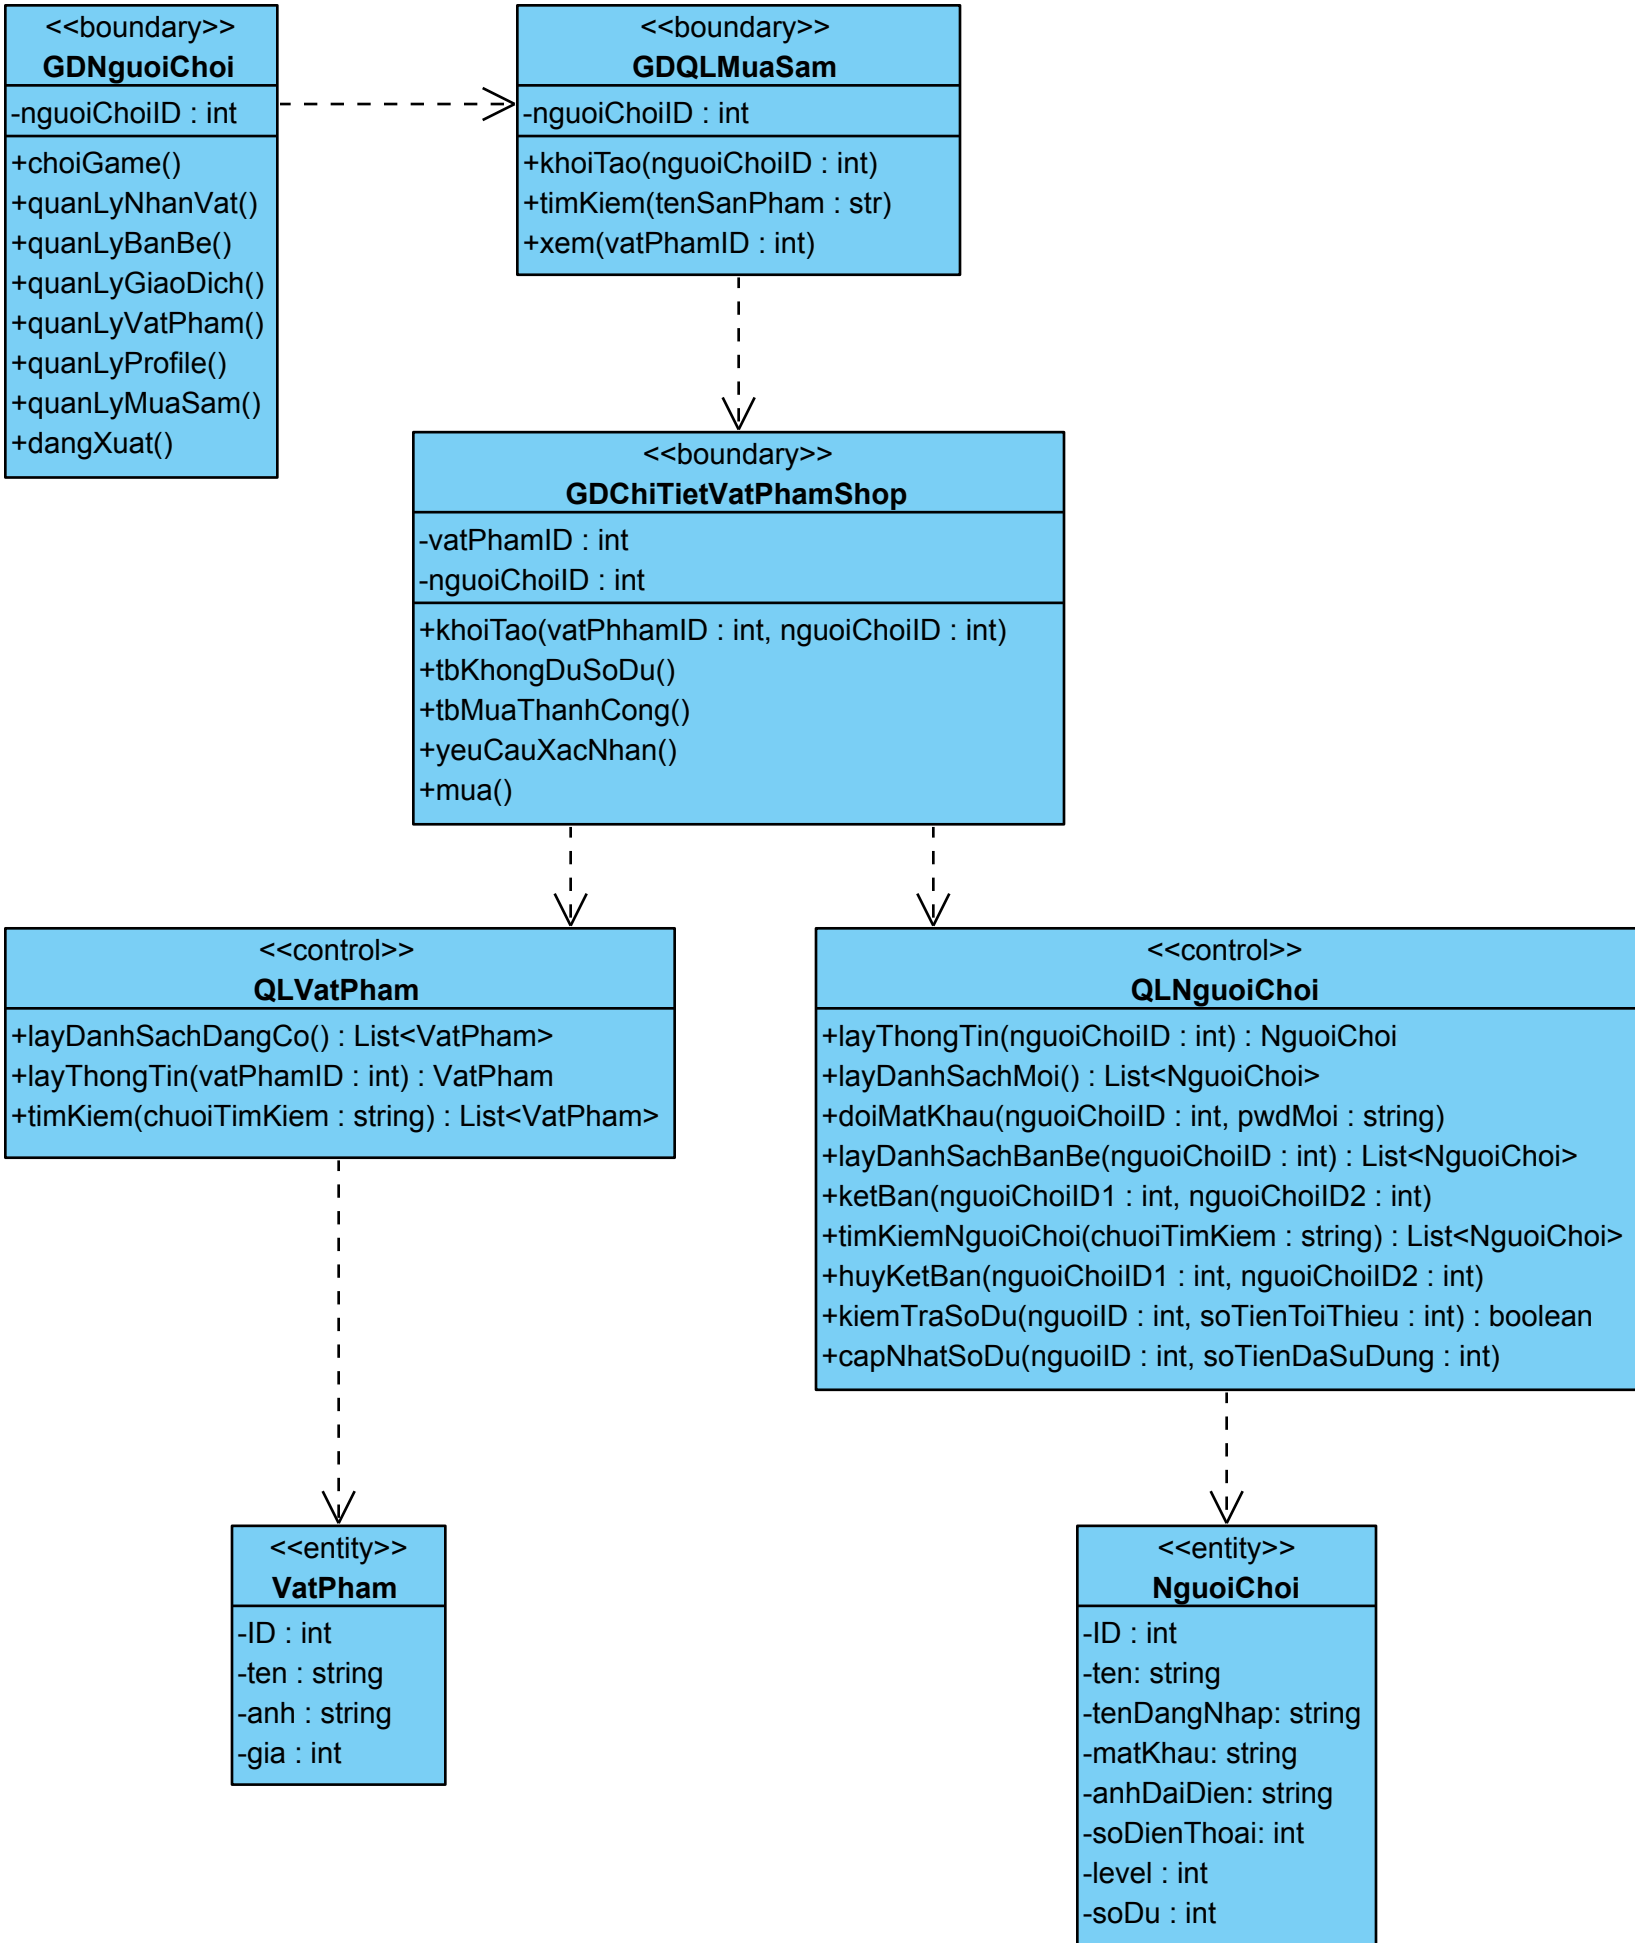 <<boundary>>
GDNguoiChoi
-nguoiChoiID : int
+choiGame()
+quanLyNhanVat()
+quanLyBanBe()
+quanLyGiaoDich()
+quanLyVatPham()
+quanLyProfile()
+quanLyMuaSam()
+dangXuat()
<<boundary>>
GDQLMuaSam
-nguoiChoiID : int
+khoiTao(nguoiChoiID : int)
+timKiem(tenSanPham : str)
+xem(vatPhamID : int)
<<boundary>>
GDChiTietVatPhamShop
-vatPhamID : int
-nguoiChoiID : int
+khoiTao(vatPhhamID : int, nguoiChoiID : int)
+tbKhongDuSoDu()
+tbMuaThanhCong()
+yeuCauXacNhan()
+mua()
<<control>>
QLVatPham
+layDanhSachDangCo() : List<VatPham>
+layThongTin(vatPhamID : int) : VatPham
+timKiem(chuoiTimKiem : string) : List<VatPham>
<<control>>
QLNguoiChoi
+layThongTin(nguoiChoiID : int) : NguoiChoi
+layDanhSachMoi() : List<NguoiChoi>
+doiMatKhau(nguoiChoiID : int, pwdMoi : string)
+layDanhSachBanBe(nguoiChoiID : int) : List<NguoiChoi>
+ketBan(nguoiChoiID1 : int, nguoiChoiID2 : int)
+timKiemNguoiChoi(chuoiTimKiem : string) : List<NguoiChoi>
+huyKetBan(nguoiChoiID1 : int, nguoiChoiID2 : int)
+kiemTraSoDu(nguoiID : int, soTienToiThieu : int) : boolean
+capNhatSoDu(nguoiID : int, soTienDaSuDung : int)
<<entity>>
VatPham
-ID : int
-ten : string
-anh : string
-gia : int
<<entity>>
NguoiChoi
-ID : int
-ten: string
-tenDangNhap: string
-matKhau: string
-anhDaiDien: string
-soDienThoai: int
-level : int
-soDu : int